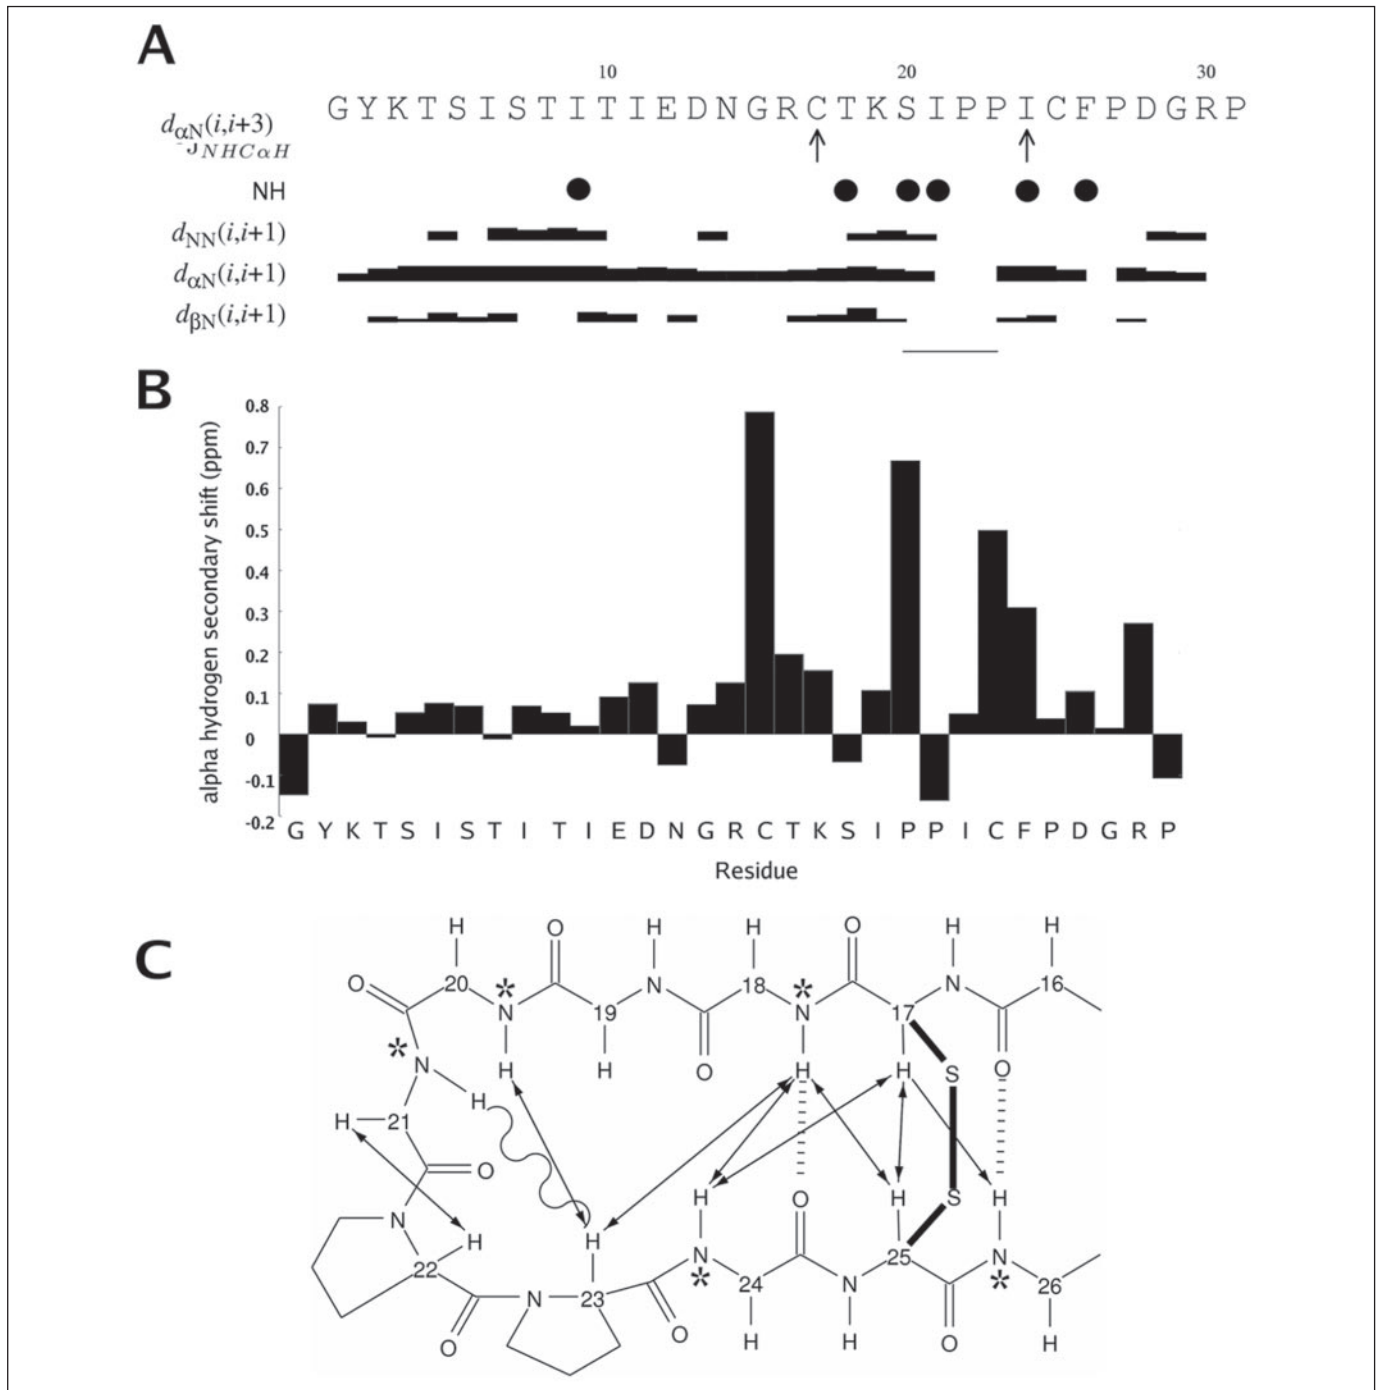 A
10 20 30
GYKTSISTITIEDNGRCTKSIPPICFPDGRP
dαN(i,i+3)
JNHCαH
NH
dNN(i,i+1)
dαN(i,i+1)
dβN(i,i+1)
B
alpha hydrogen secondary shift (ppm)
0.8
0.7
0.6
0.5
0.4
0.3
0.2
0.1
0
-0.1
-0.2
G Y K T S I S T I T I E D N G R C T K S I P P I C F P D G R P
Residue
C
H O H H O H H
O 20 * N 19 N 18 * N 17 N 16
H H O H H S O
* N H
H 21 O
H O H S H
N H H
22 N * 24 N 25 N * 26
N 23
O O H H O H